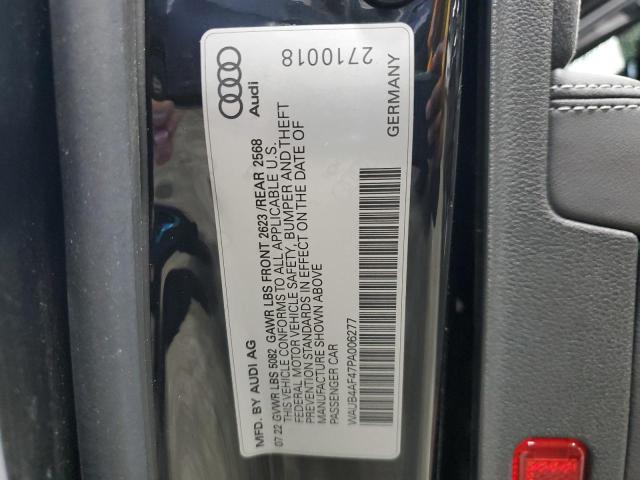 Audi
2710018
MFD. BY AUDI AG
GERMANY
07.22 GVWR LBS 5082 GAWR LBS FRONT 2623 /REAR 2568
THIS VEHICLE CONFORMS TO ALL APPLICABLE U.S.
FEDERAL MOTOR VEHICLE SAFETY, BUMPER AND THEFT
PREVENTION STANDARDS IN EFFECT ON THE DATE OF
MANUFACTURE SHOWN ABOVE
PASSENGER CAR
WAUB4AF47PA006277